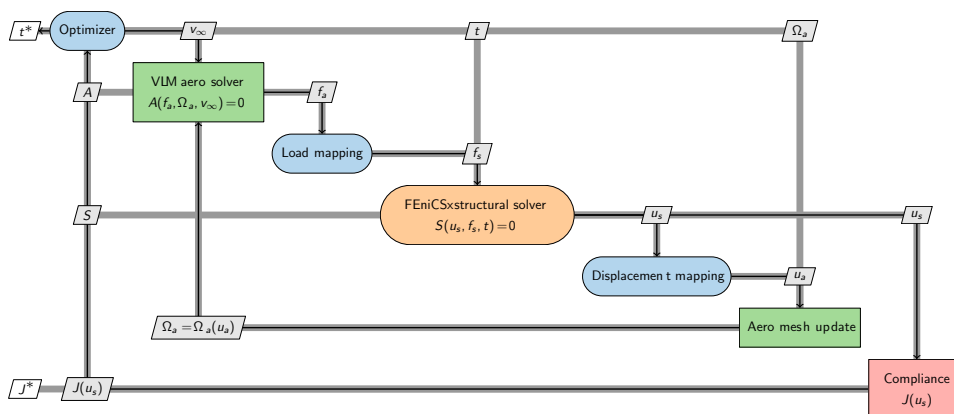 t*
Optimizer
v∞
t
Ωₐ
VLM aero solver
A(fₐ,Ωₐ,v∞)=0
A
fₐ
Load mapping
fₛ
FEniCSxstructural solver
S(uₛ,fₛ,t)=0
S
uₛ
uₛ
Displacemen t mapping
uₐ
Ωₐ=Ωₐ(uₐ)
Aero mesh update
J*
J(uₛ)
Compliance
J(uₛ)